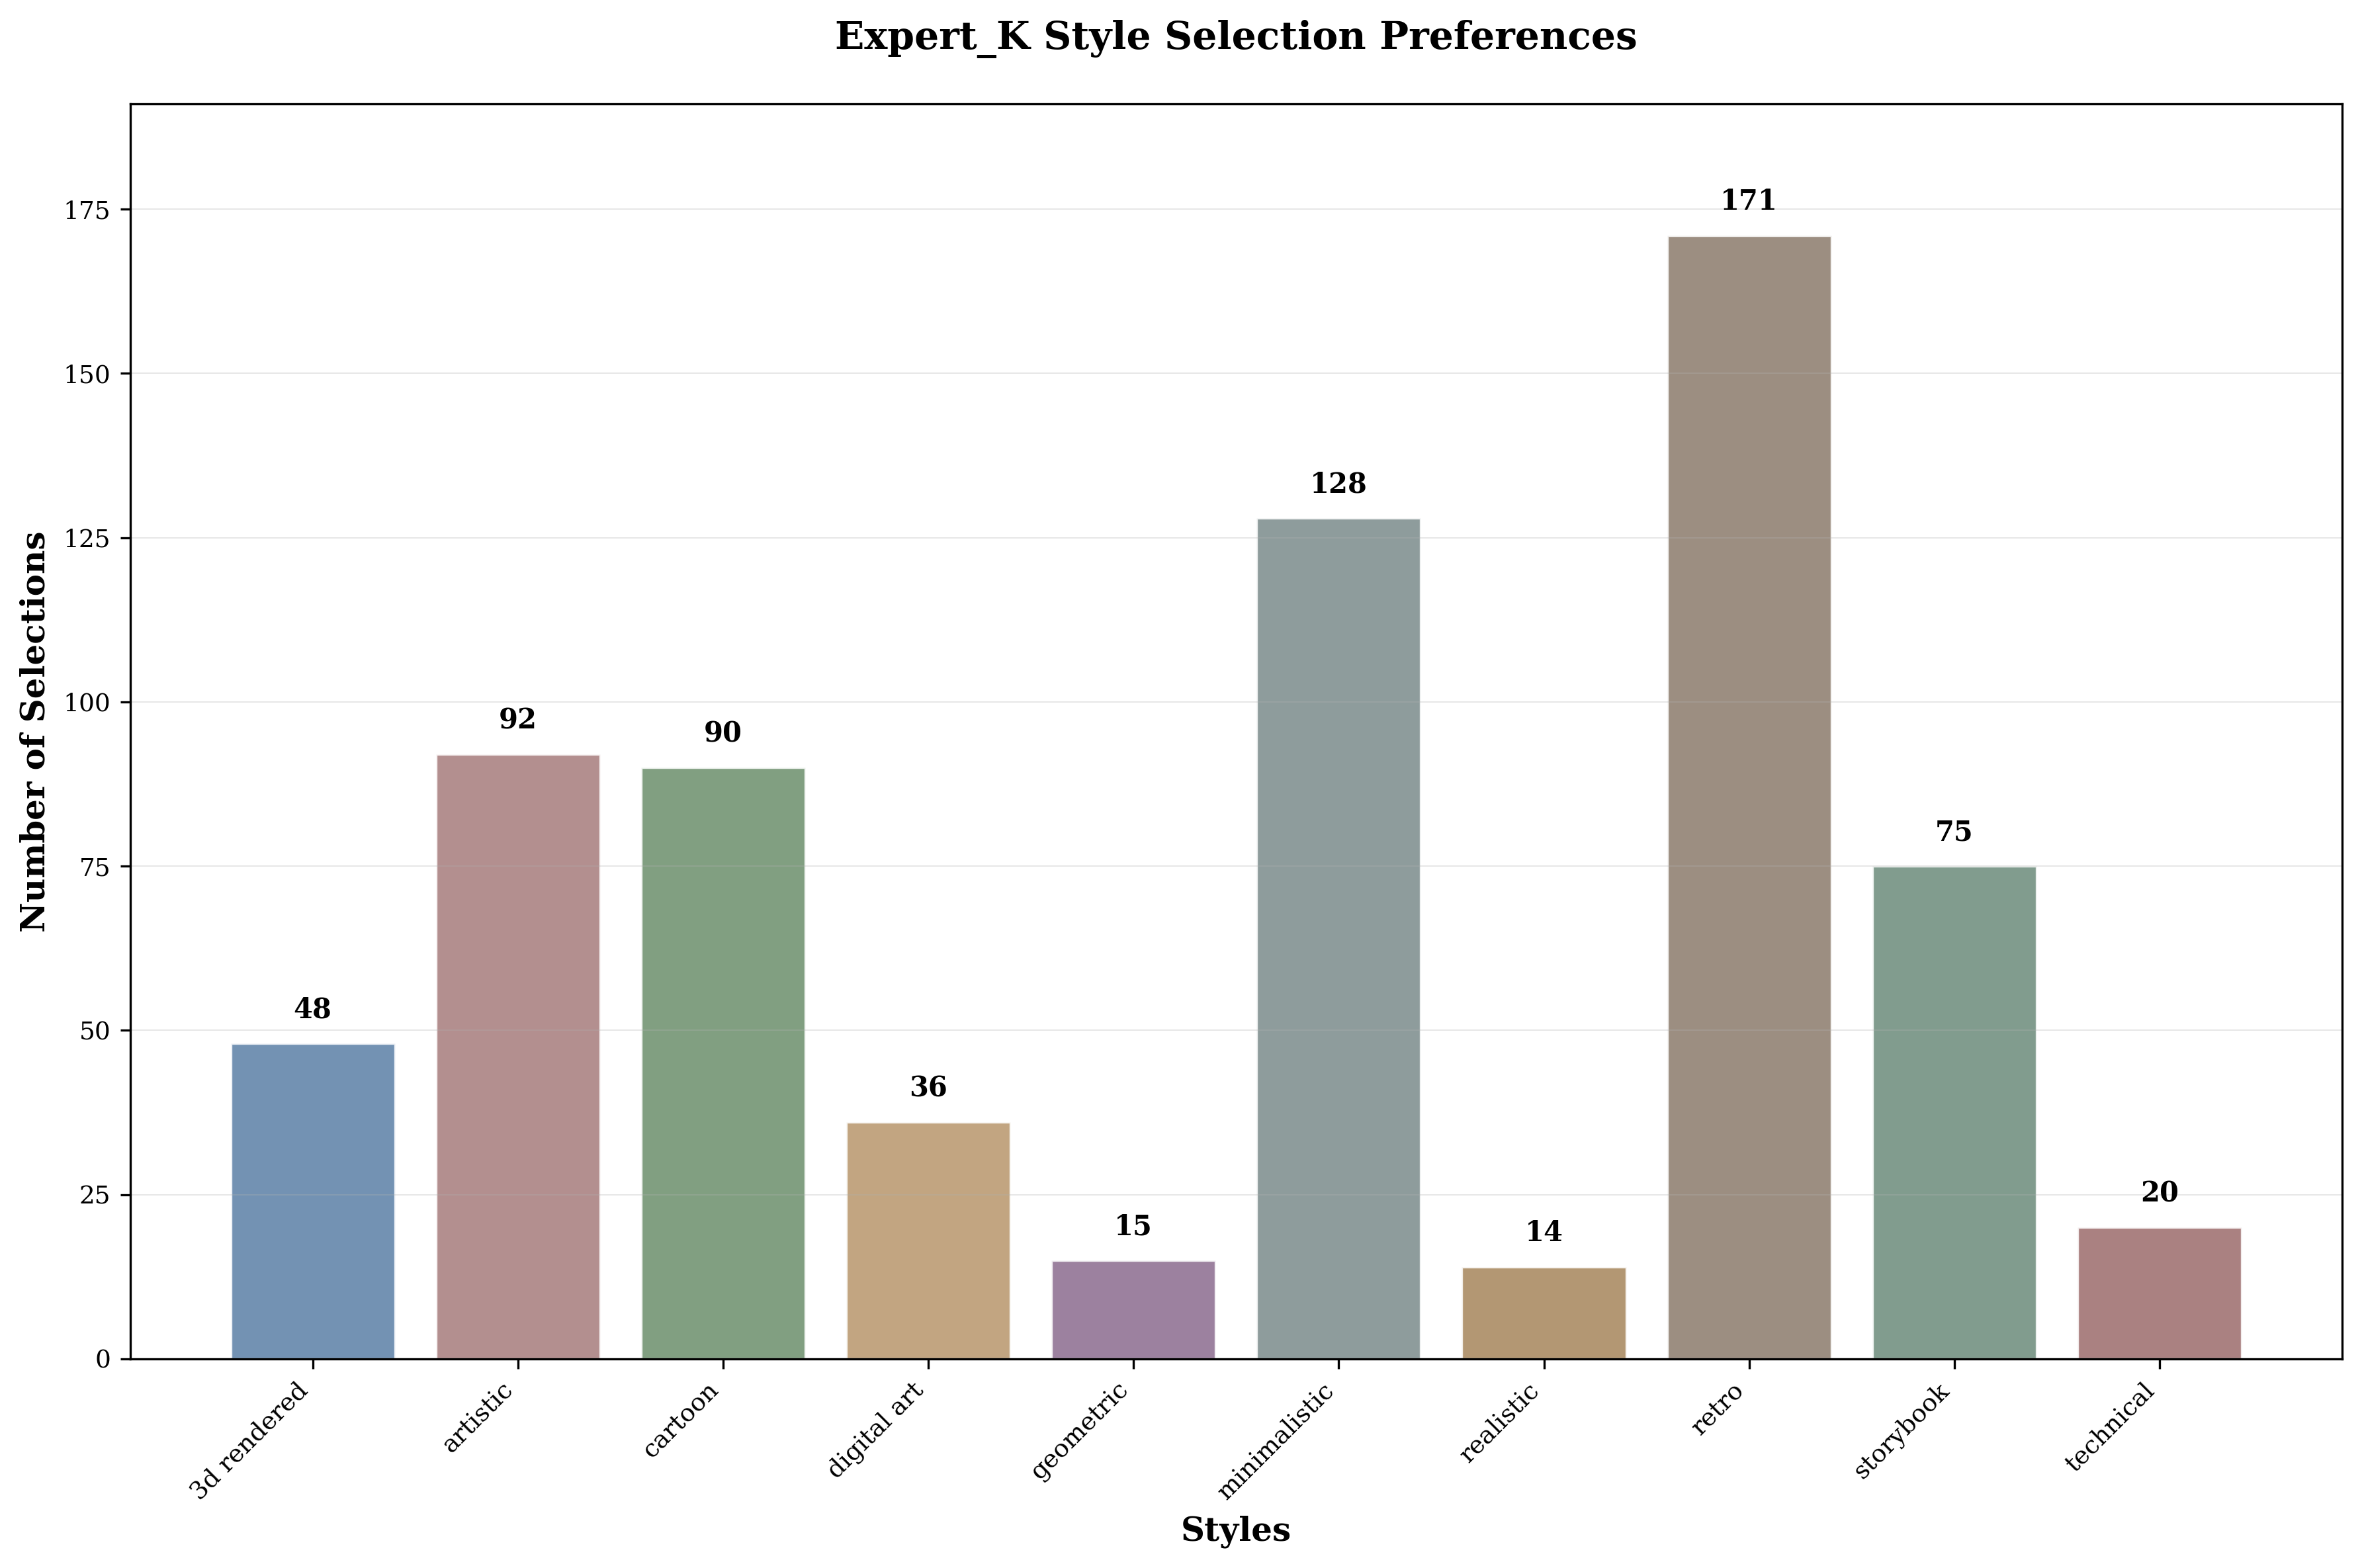 Expert_K Style Selection Preferences
Number of Selections
175
150
125
100
75
50
25
0
48
92
90
36
15
128
14
171
75
20
3d rendered
artistic
cartoon
digital art
geometric
minimalistic
realistic
retro
storybook
technical
Styles